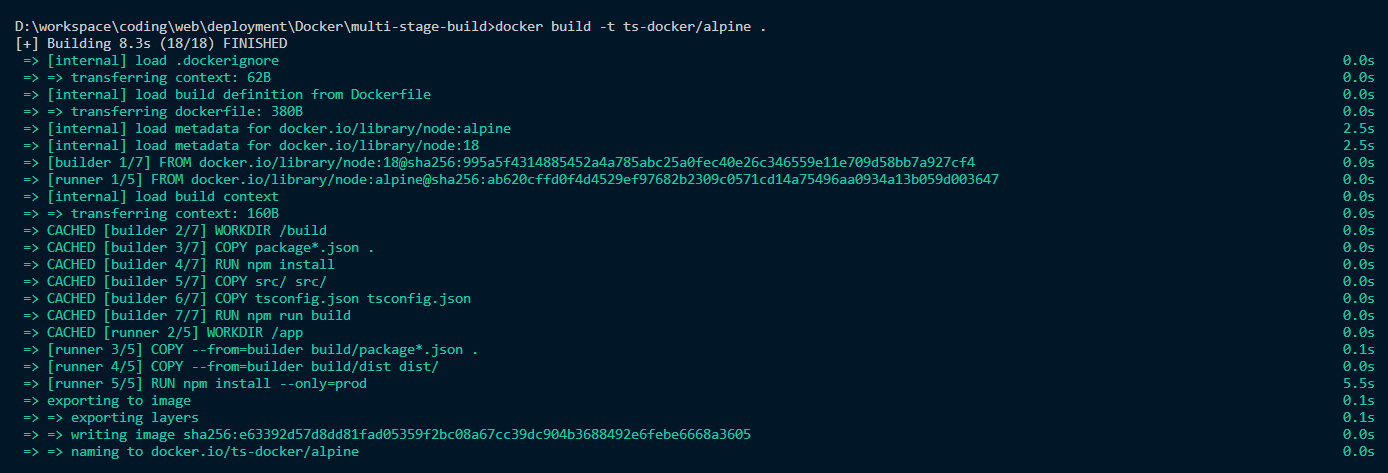 D:\workspace\coding\web\deployment\Docker\multi-stage-build>docker build -t ts-docker/alpine .
[+] Building 8.3s (18/18) FINISHED
=> [internal] load .dockerignore 0.0s
=> => transferring context: 62B 0.0s
=> [internal] load build definition from Dockerfile 0.0s
=> => transferring dockerfile: 380B 0.0s
=> [internal] load metadata for docker.io/library/node:alpine 2.5s
=> [internal] load metadata for docker.io/library/node:18 2.5s
=> [builder 1/7] FROM docker.io/library/node:18@sha256:995a5f4314885452a4a785abc25a0fec40e26c346559e11e709d58bb7a927cf4 0.0s
=> [runner 1/5] FROM docker.io/library/node:alpine@sha256:ab620cffd0f4d4529ef97682b2309c0571cd14a75496aa0934a13b059d003647 0.0s
=> [internal] load build context 0.0s
=> => transferring context: 160B 0.0s
=> CACHED [builder 2/7] WORKDIR /build 0.0s
=> CACHED [builder 3/7] COPY package*.json . 0.0s
=> CACHED [builder 4/7] RUN npm install 0.0s
=> CACHED [builder 5/7] COPY src/ src/ 0.0s
=> CACHED [builder 6/7] COPY tsconfig.json tsconfig.json 0.0s
=> CACHED [builder 7/7] RUN npm run build 0.0s
=> CACHED [runner 2/5] WORKDIR /app 0.0s
=> [runner 3/5] COPY --from=builder build/package*.json . 0.1s
=> [runner 4/5] COPY --from=builder build/dist dist/ 0.0s
=> [runner 5/5] RUN npm install --only=prod 5.5s
=> exporting to image 0.1s
=> => exporting layers 0.1s
=> => writing image sha256:e63392d57d8dd81fad05359f2bc08a67cc39dc904b3688492e6febe6668a3605 0.0s
=> => naming to docker.io/ts-docker/alpine 0.0s